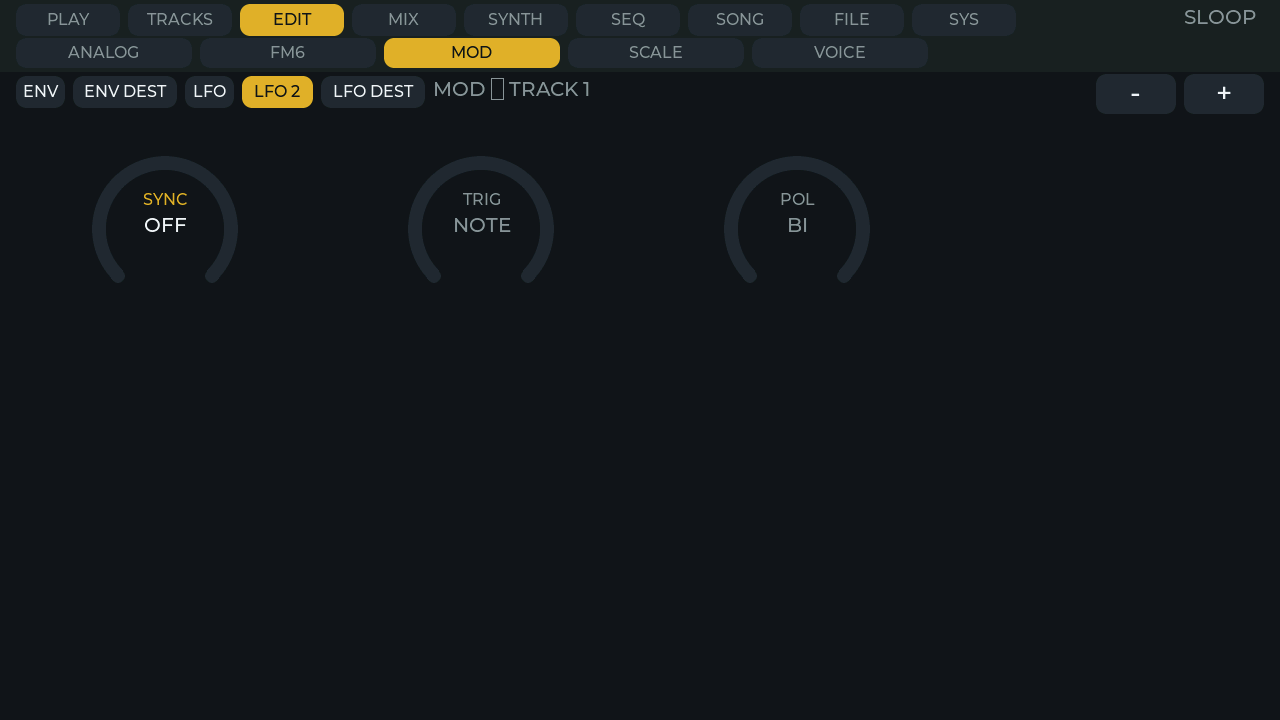 PLAY TRACKS EDIT MIX SYNTH SEQ SONG FILE SYS SLOOP
ANALOG FM6 MOD SCALE VOICE
ENV ENV DEST LFO LFO 2 LFO DEST MOD TRACK 1 - +
SYNC TRIG POL
OFF NOTE BI